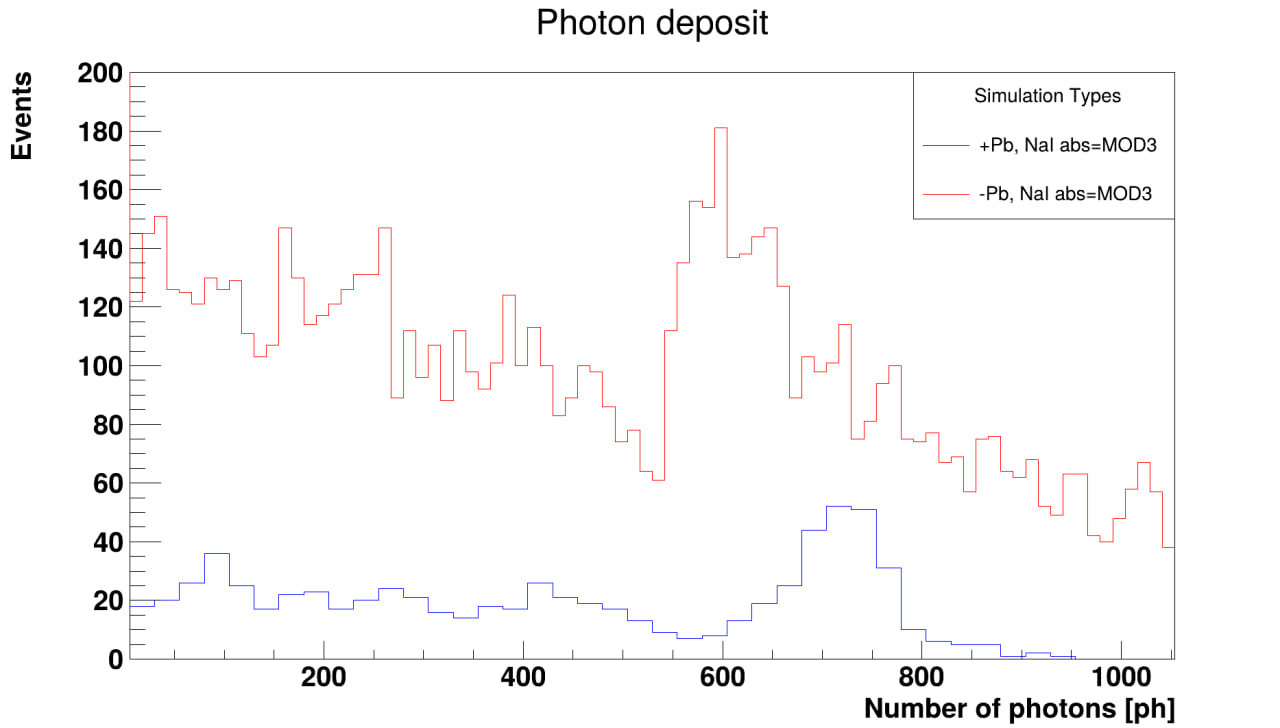 Photon deposit
Events
200
180
160
140
120
100
80
60
40
20
0
Simulation Types
+Pb, NaI abs=MOD3
-Pb, NaI abs=MOD3
200 400 600 800 1000
Number of photons [ph]